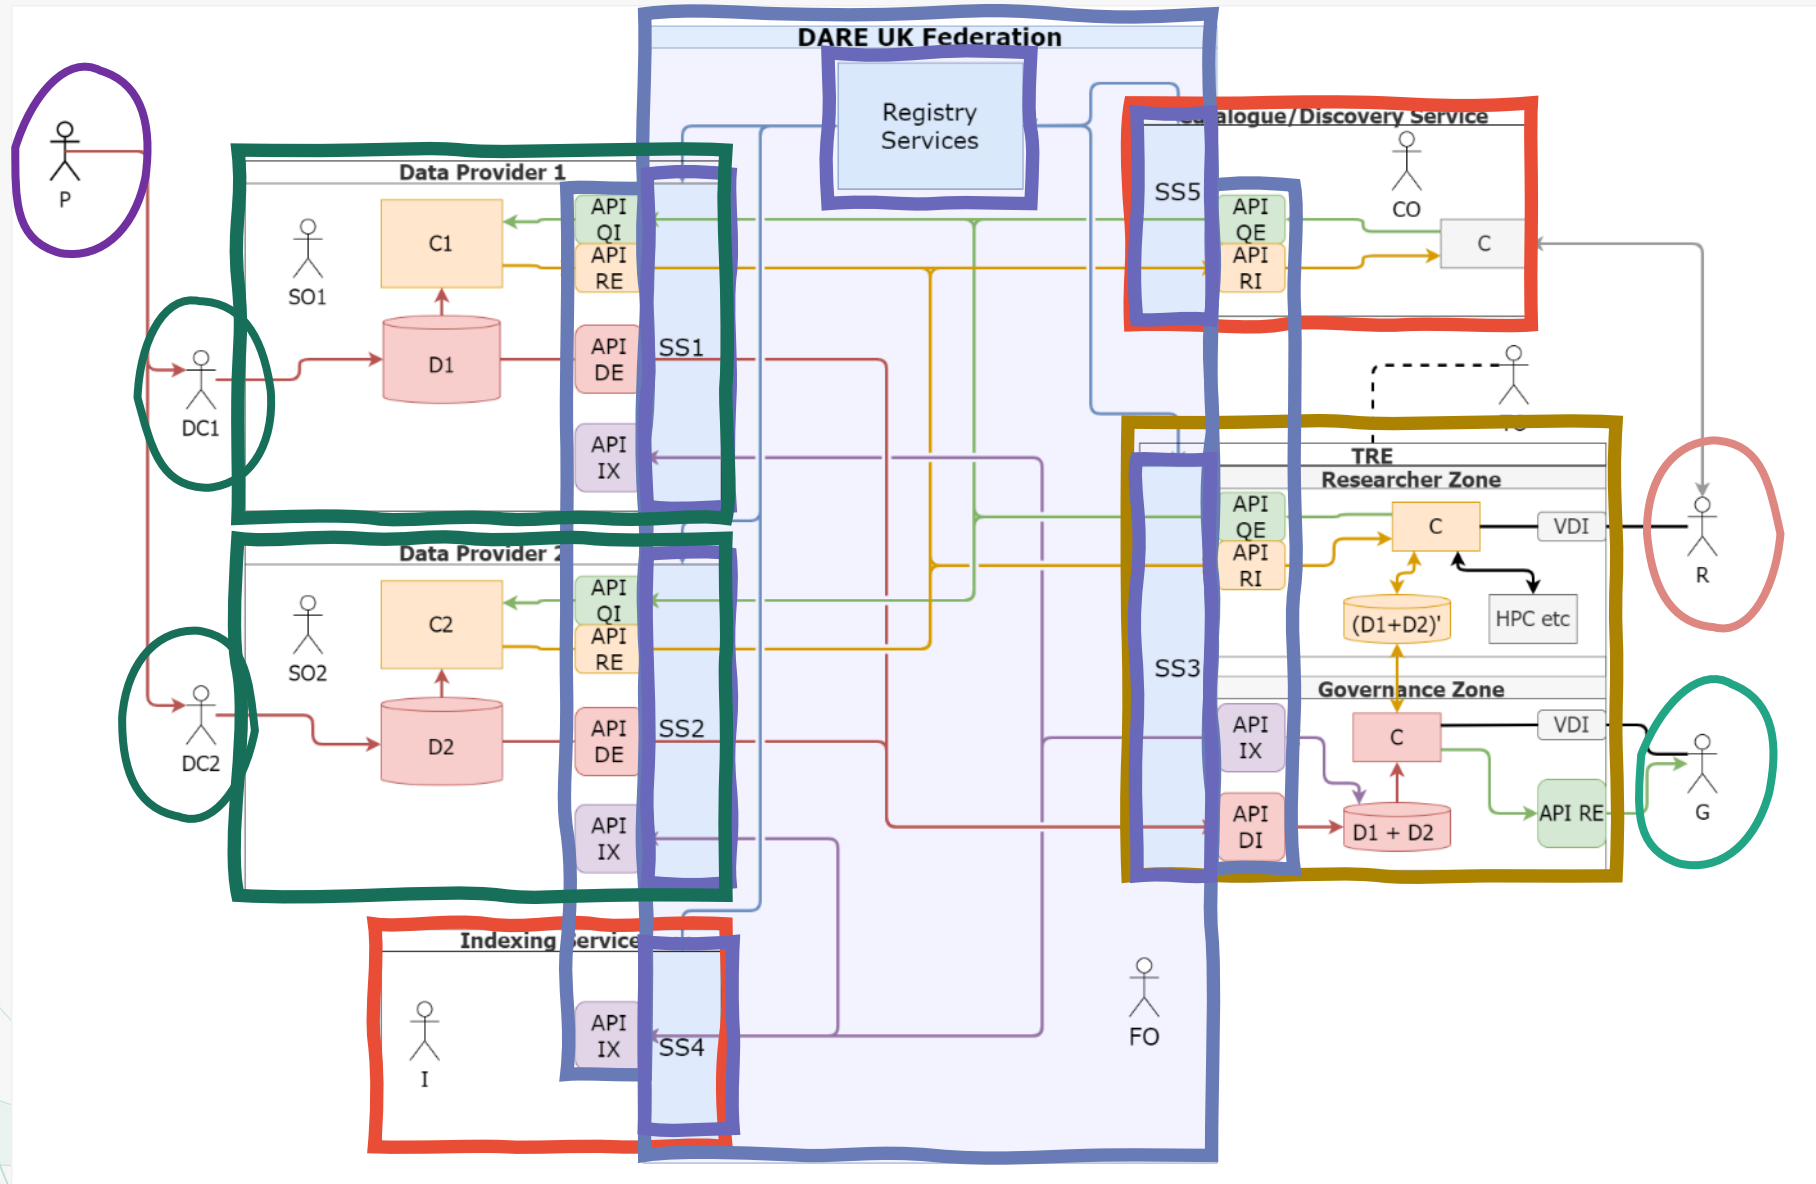 DARE UK Federation
Registry
Services
P
Data Provider 1
SO1
C1
D1
DC1
API
QI
API
RE
API
DE
API
IX
SS1
Data Provider 2
SO2
C2
D2
DC2
API
QI
API
RE
API
DE
API
IX
SS2
Indexing Service
I
API
IX
SS4
FO
Catalogue/Discovery Service
SS5
CO
API
QE
API
RI
C
TRE
Researcher Zone
SS3
API
QE
API
RI
C
VDI
R
(D1+D2)'
HPC etc
Governance Zone
API
IX
C
VDI
API
DI
D1 + D2
API RE
G